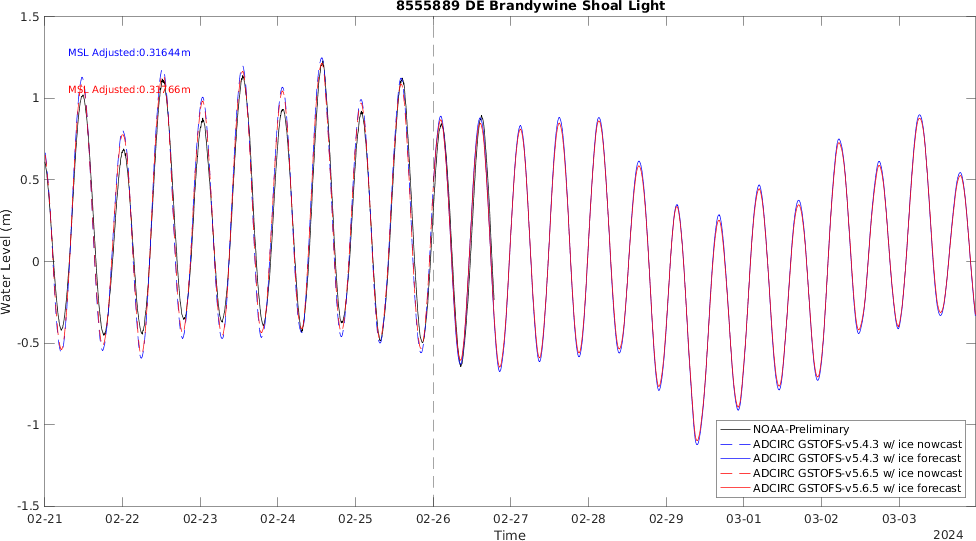 8555889 DE Brandywine Shoal Light
1.5
1
0.5
0
-0.5
-1
-1.5
Water Level (m)
MSL Adjusted:0.31644m
MSL Adjusted:0.31766m
NOAA-Preliminary
ADCIRC GSTOFS-v5.4.3 w/ ice nowcast
ADCIRC GSTOFS-v5.4.3 w/ ice forecast
ADCIRC GSTOFS-v5.6.5 w/ ice nowcast
ADCIRC GSTOFS-v5.6.5 w/ ice forecast
02-21 02-22 02-23 02-24 02-25 02-26 02-27 02-28 02-29 03-01 03-02 03-03
Time
2024